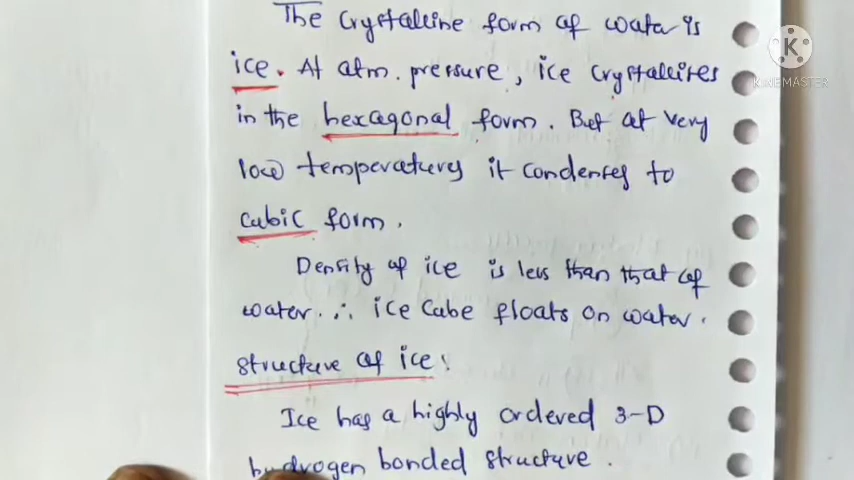 The Crystalline form of water is
ice. At atm. pressure, ice crystallizes
in the hexagonal form. But at very
low temperatures it condenses to
cubic form.
Density of ice is less than that of
water. ∴ ice cube floats on water.
structure of ice:
Ice has a highly ordered 3-D
hydrogen bonded structure.
K
KINEMASTER